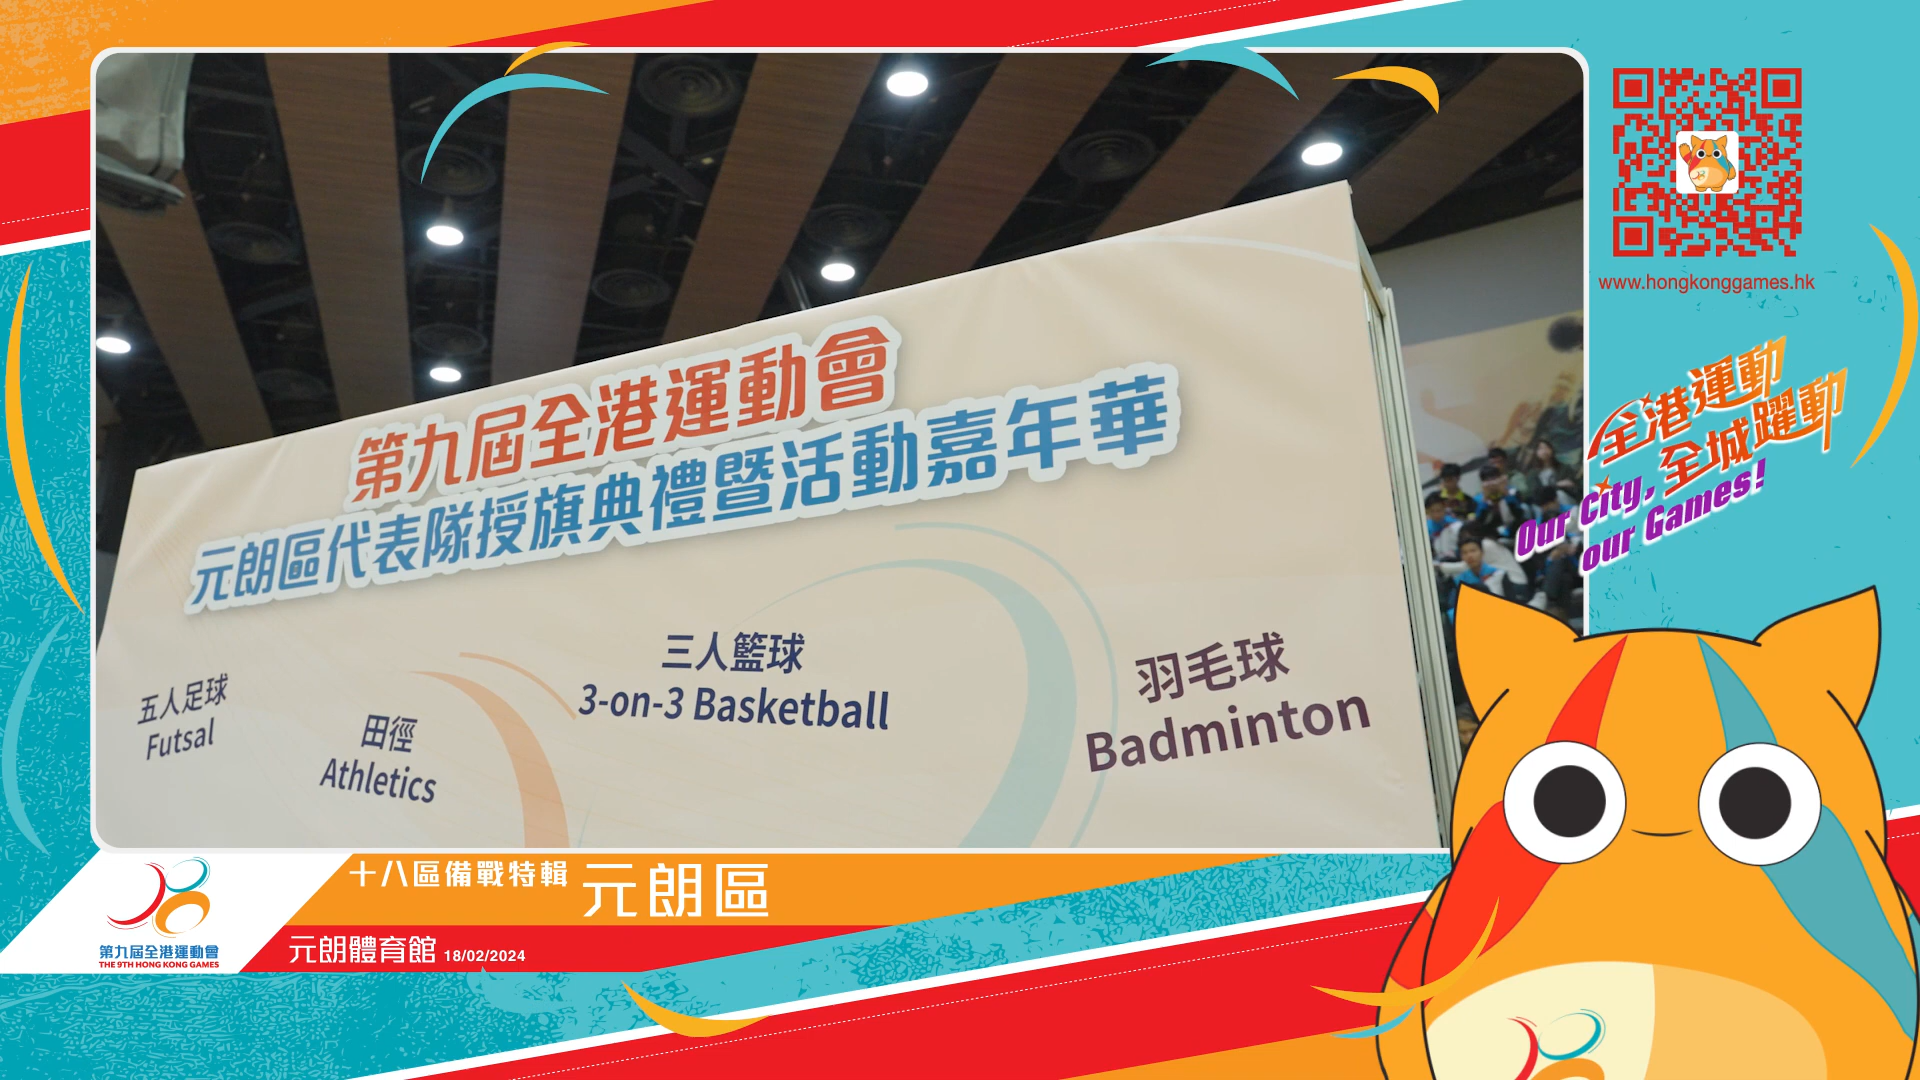 第九屆全港運動會
元朗區代表隊授旗典禮暨活動嘉年華
五人足球
Futsal
田徑
Athletics
三人籃球
3-on-3 Basketball
羽毛球
Badminton
www.hongkonggames.hk
全港運動
全城躍動
Our City,
our Games!
十八區備戰特輯 元朗區
元朗體育館 18/02/2024
第九屆全港運動會
THE 9TH HONG KONG GAMES